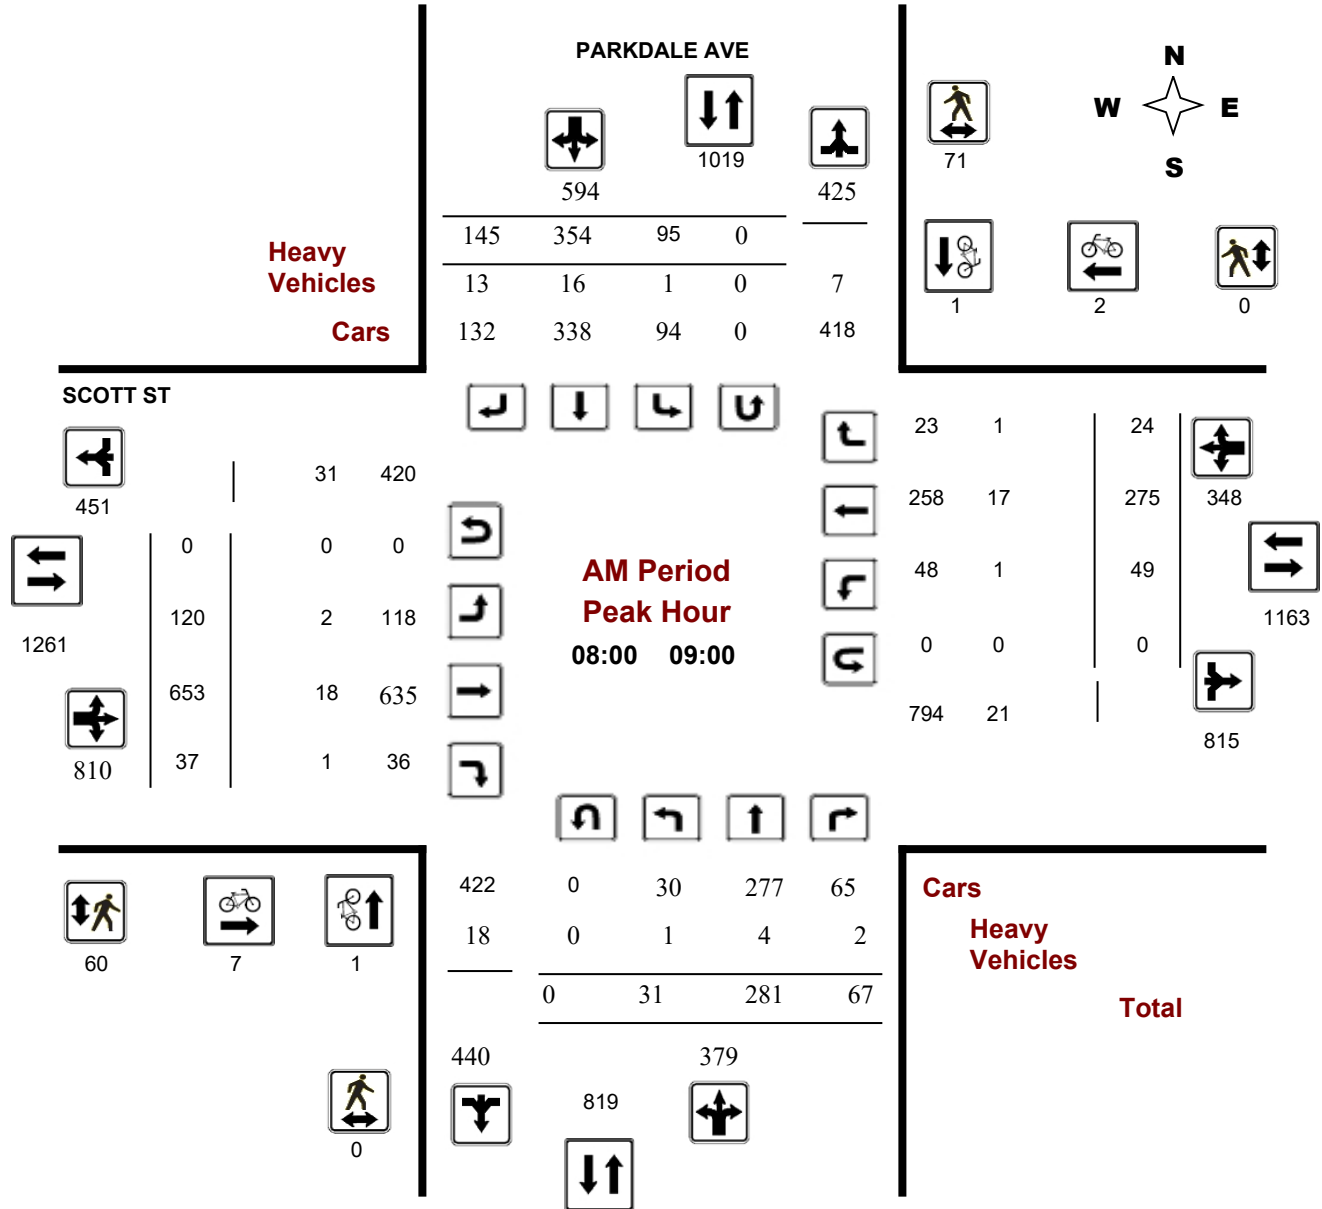 PARKDALE AVE
N
W E
S
1019
71
594 425
145 354 95 0
Heavy
Vehicles
13 16 1 0 7
1 2 0
Cars
132 338 94 0 418
SCOTT ST
23 1 24
31 420
258 17 275 348
451
0 0 0
AM Period
48 1 49
Peak Hour
120 2 118
1163
1261
08:00 09:00
0 0 0
653 18 635
794 21
815
810 37 1 36
422 0 30 277 65
Cars
18 0 1 4 2
Heavy
Vehicles
60 7 1
0 31 281 67
Total
440 379
819
0